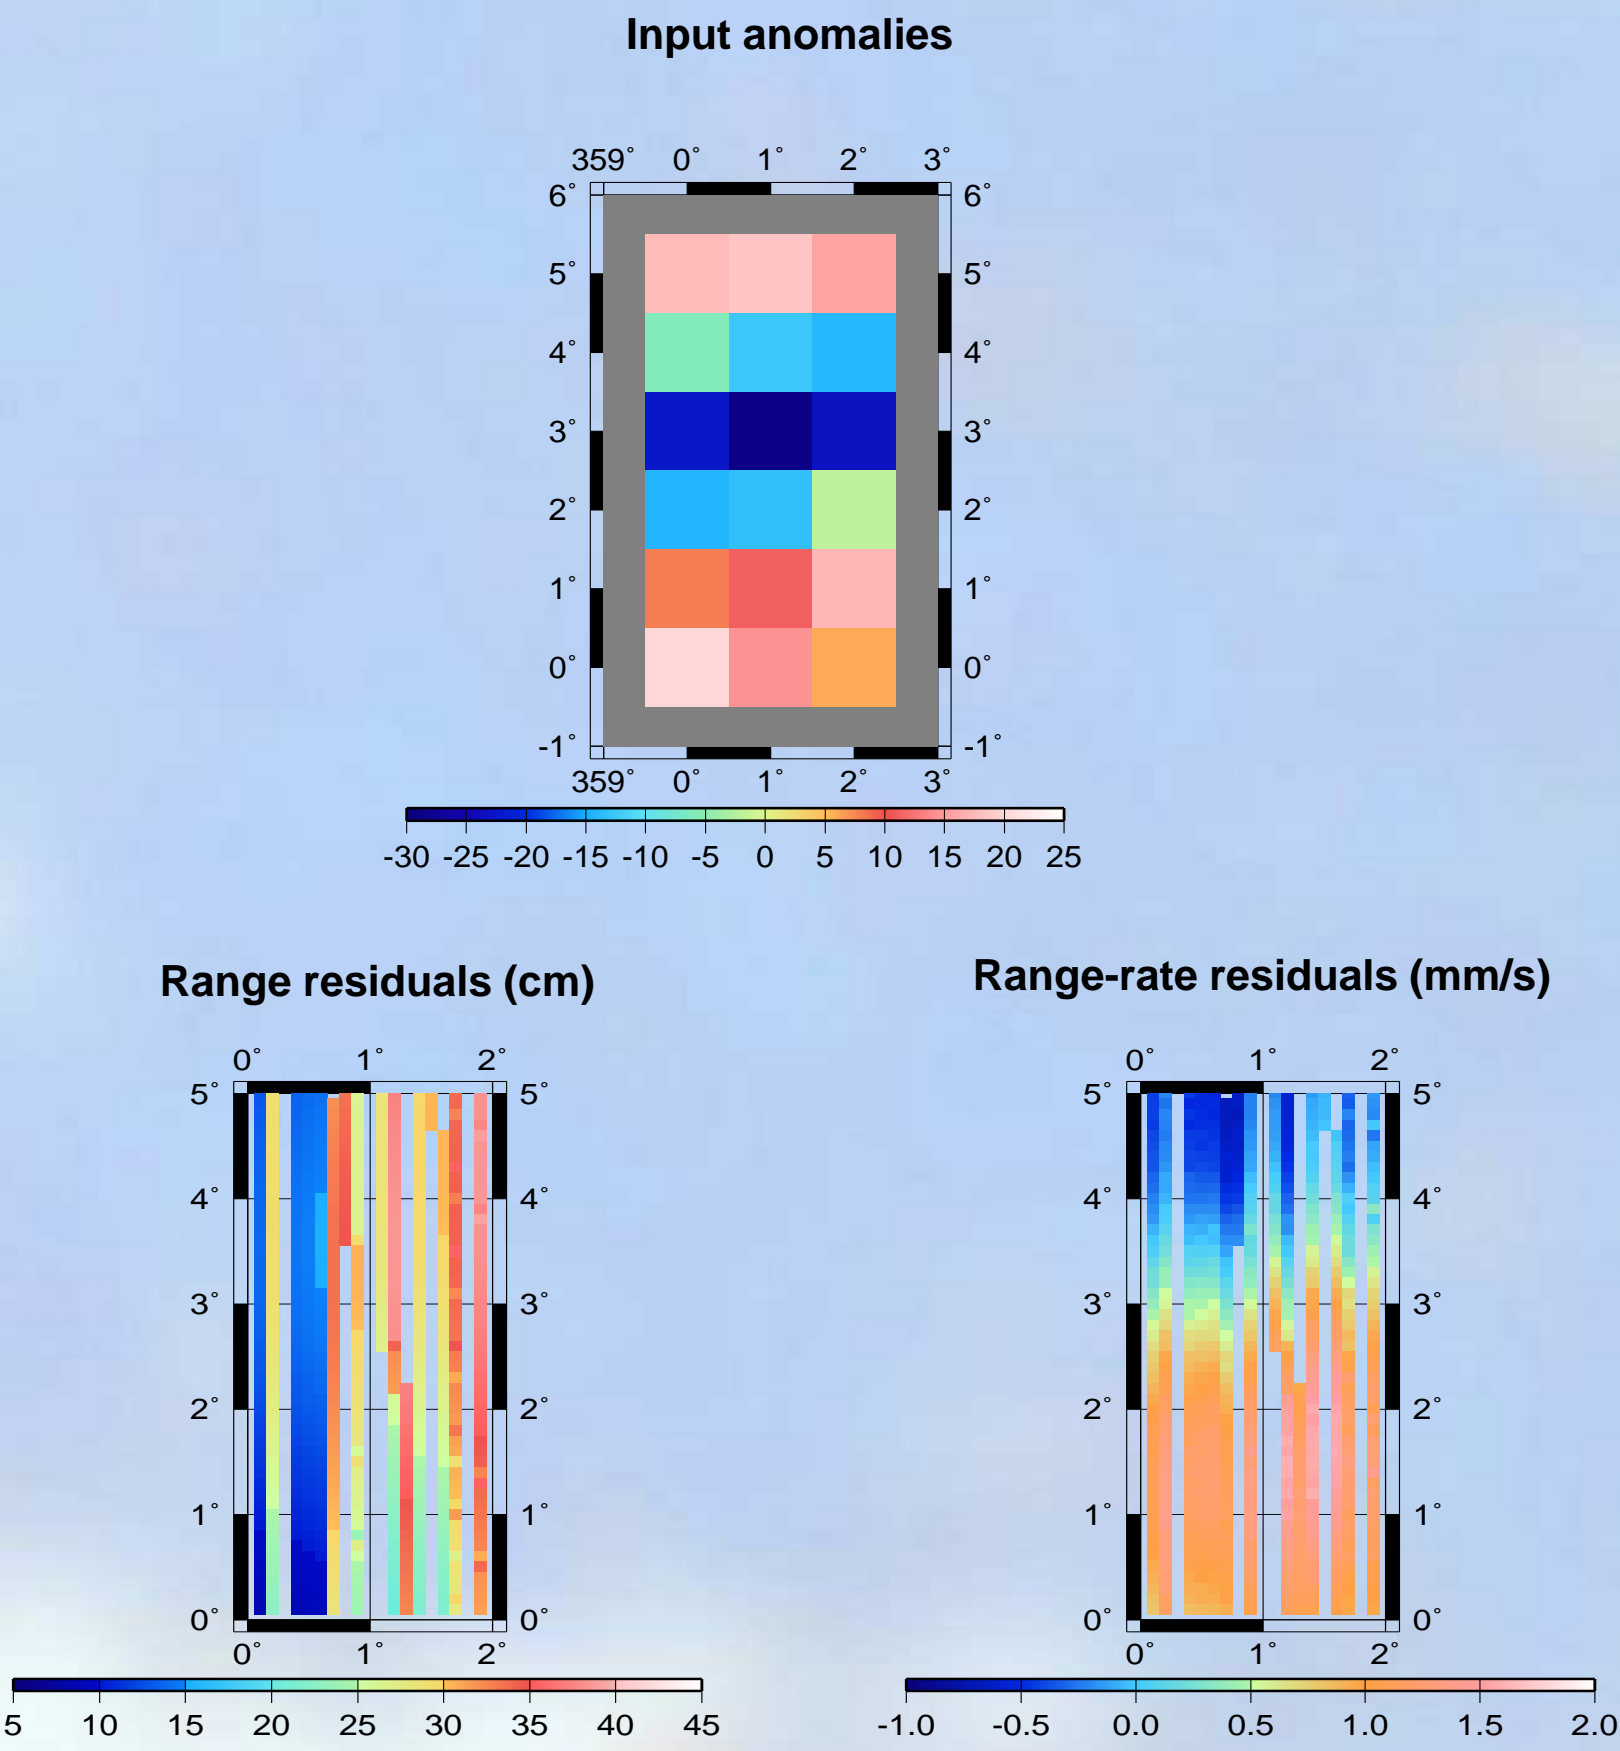 Input anomalies
359° 0° 1° 2° 3°
6° 6°
5° 5°
4° 4°
3° 3°
2° 2°
1° 1°
0° 0°
-1° -1°
359° 0° 1° 2° 3°
-30 -25 -20 -15 -10 -5 0 5 10 15 20 25
Range residuals (cm)
0° 1° 2°
5° 5°
4° 4°
3° 3°
2° 2°
1° 1°
0° 0°
0° 1° 2°
5 10 15 20 25 30 35 40 45
Range-rate residuals (mm/s)
0° 1° 2°
5° 5°
4° 4°
3° 3°
2° 2°
1° 1°
0° 0°
0° 1° 2°
-1.0 -0.5 0.0 0.5 1.0 1.5 2.0